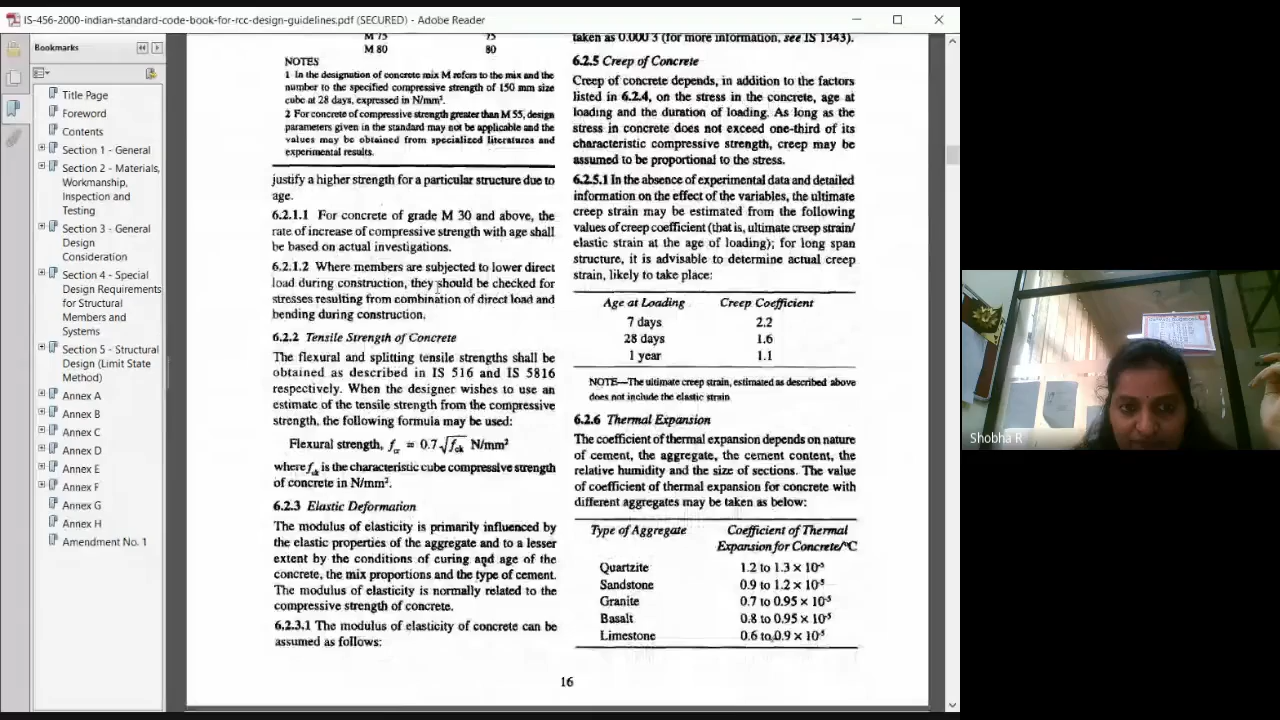 IS-456-2000-indian-standard-code-book-for-rcc-design-guidelines.pdf (SECURED) - Adobe Reader
Bookmarks
Title Page
Foreword
Contents
Section 1 - General
Section 2 - Materials,
Workmanship,
Inspection and
Testing
Section 3 - General
Design
Consideration
Section 4 - Special
Design Requirements
for Structural
Members and
Systems
Section 5 - Structural
Design (Limit State
Method)
Annex A
Annex B
Annex C
Annex D
Annex E
Annex F
Annex G
Annex H
Amendment No. 1
M 75 75
M 80 80
NOTES
1 In the designation of concrete mix M refers to the mix and the
number to the specified compressive strength of 150 mm size
cube at 28 days, expressed in N/mm².
2 For concrete of compressive strength greater than M 55, design
parameters given in the standard may not be applicable and the
values may be obtained from specialized literatures and
experimental results.
justify a higher strength for a particular structure due to
age.
6.2.1.1 For concrete of grade M 30 and above, the
rate of increase of compressive strength with age shall
be based on actual investigations.
6.2.1.2 Where members are subjected to lower direct
load during construction, they should be checked for
stresses resulting from combination of direct load and
bending during construction.
6.2.2 Tensile Strength of Concrete
The flexural and splitting tensile strengths shall be
obtained as described in IS 516 and IS 5816
respectively. When the designer wishes to use an
estimate of the tensile strength from the compressive
strength, the following formula may be used:
Flexural strength, f_cr = 0.7 √f_ck N/mm²
where f_ck is the characteristic cube compressive strength
of concrete in N/mm².
6.2.3 Elastic Deformation
The modulus of elasticity is primarily influenced by
the elastic properties of the aggregate and to a lesser
extent by the conditions of curing and age of the
concrete, the mix proportions and the type of cement.
The modulus of elasticity is normally related to the
compressive strength of concrete.
6.2.3.1 The modulus of elasticity of concrete can be
assumed as follows:
taken as 0.000 3 (for more information, see IS 1343).
6.2.5 Creep of Concrete
Creep of concrete depends, in addition to the factors
listed in 6.2.4, on the stress in the concrete, age at
loading and the duration of loading. As long as the
stress in concrete does not exceed one-third of its
characteristic compressive strength, creep may be
assumed to be proportional to the stress.
6.2.5.1 In the absence of experimental data and detailed
information on the effect of the variables, the ultimate
creep strain may be estimated from the following
values of creep coefficient (that is, ultimate creep strain/
elastic strain at the age of loading); for long span
structure, it is advisable to determine actual creep
strain, likely to take place:
Age at Loading Creep Coefficient
7 days 2.2
28 days 1.6
1 year 1.1
NOTE—The ultimate creep strain, estimated as described above
does not include the elastic strain
6.2.6 Thermal Expansion
The coefficient of thermal expansion depends on nature
of cement, the aggregate, the cement content, the
relative humidity and the size of sections. The value
of coefficient of thermal expansion for concrete with
different aggregates may be taken as below:
Type of Aggregate Coefficient of Thermal
Expansion for Concrete/°C
Quartzite 1.2 to 1.3 × 10⁻⁵
Sandstone 0.9 to 1.2 × 10⁻⁵
Granite 0.7 to 0.95 × 10⁻⁵
Basalt 0.8 to 0.95 × 10⁻⁵
Limestone 0.6 to 0.9 × 10⁻⁵
16
Shobha R